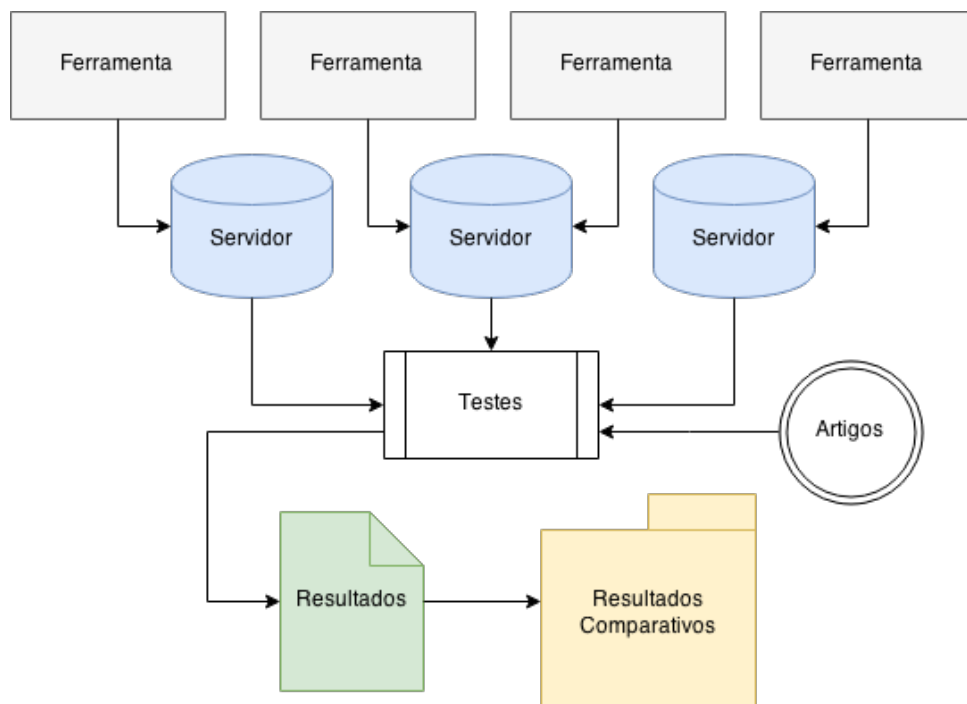 Ferramenta
Ferramenta
Ferramenta
Ferramenta
Servidor
Servidor
Servidor
Testes
Artigos
Resultados
Resultados
Comparativos